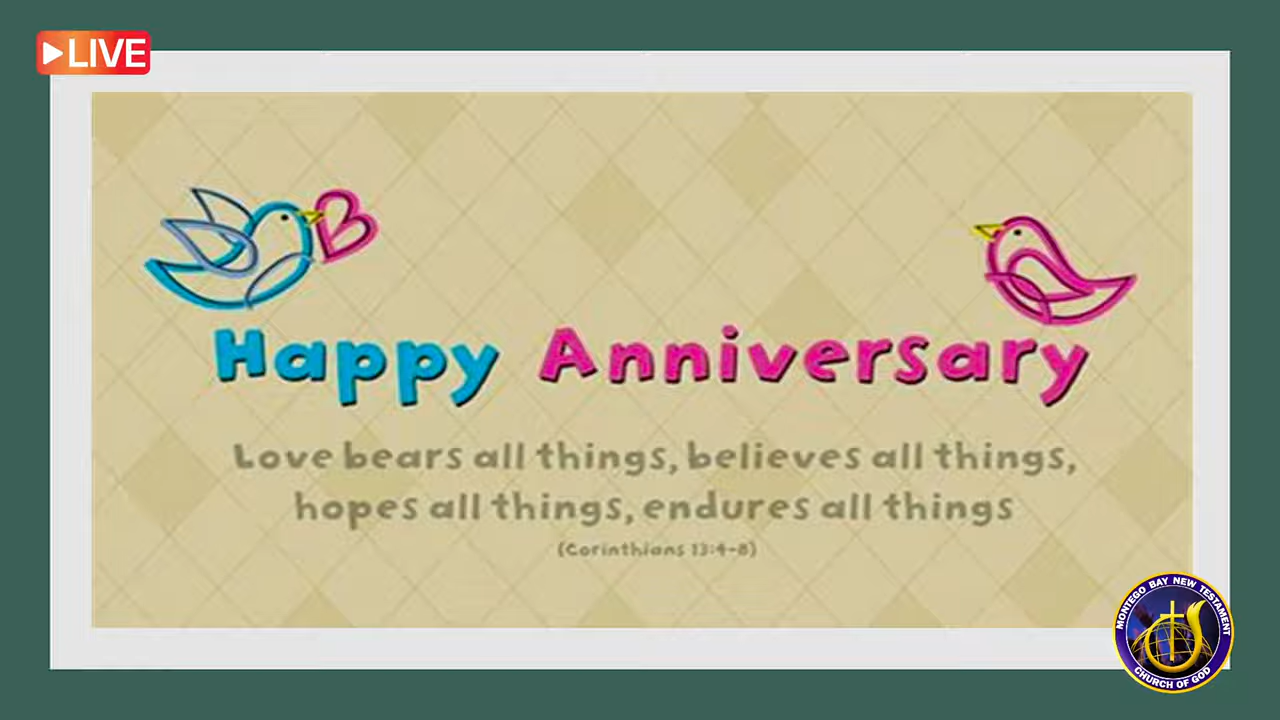 LIVE
Happy Anniversary
Love bears all things, believes all things,
hopes all things, endures all things
(Corinthians 13:4-8)
MONTEGO BAY NEW TESTAMENT
CHURCH OF GOD